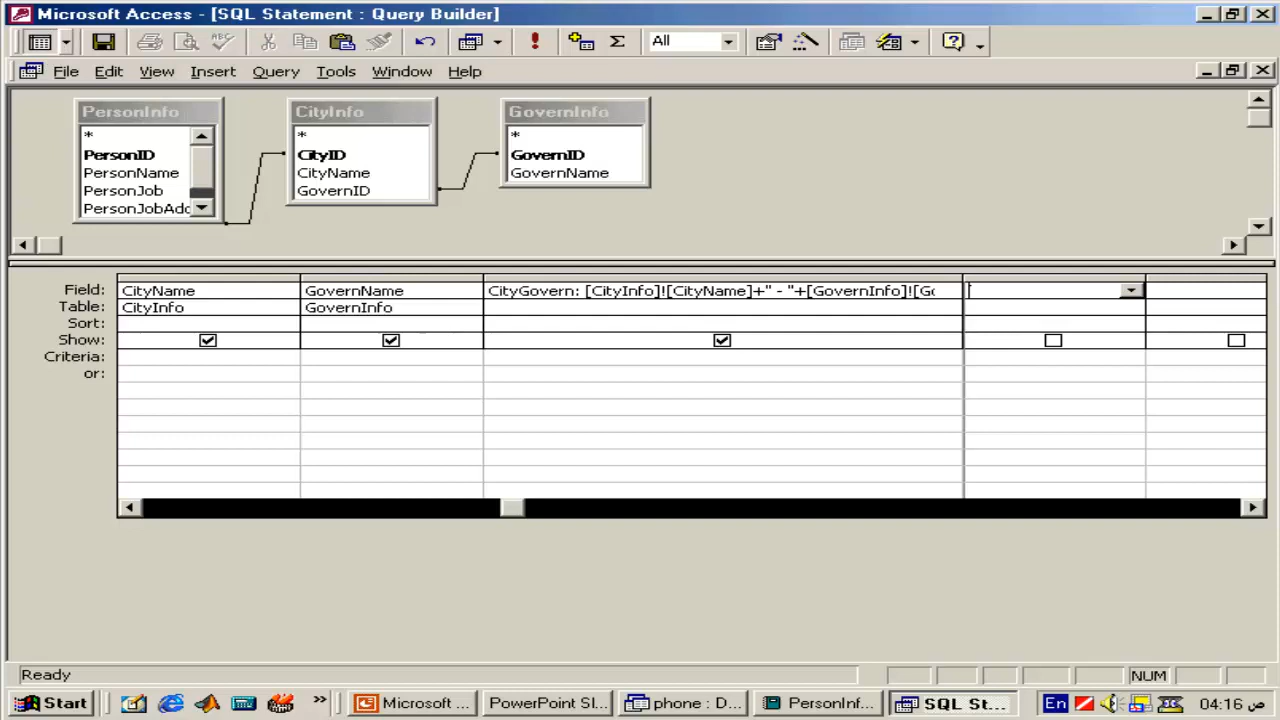 Microsoft Access - [SQL Statement : Query Builder]
All
File Edit View Insert Query Tools Window Help
PersonInfo CityInfo GovernInfo
* * *
PersonID CityID GovernID
PersonName CityName GovernName
PersonJob GovernID
PersonJobAdd
Field: CityName GovernName CityGovern: [CityInfo]![CityName]+" - "+[GovernInfo]![Go
Table: CityInfo GovernInfo
Sort:
Show:
Criteria:
or:
Ready NUM
Start » Microsoft ... PowerPoint Sl... phone : D... PersonInf... SQL St... En 04:16 ص